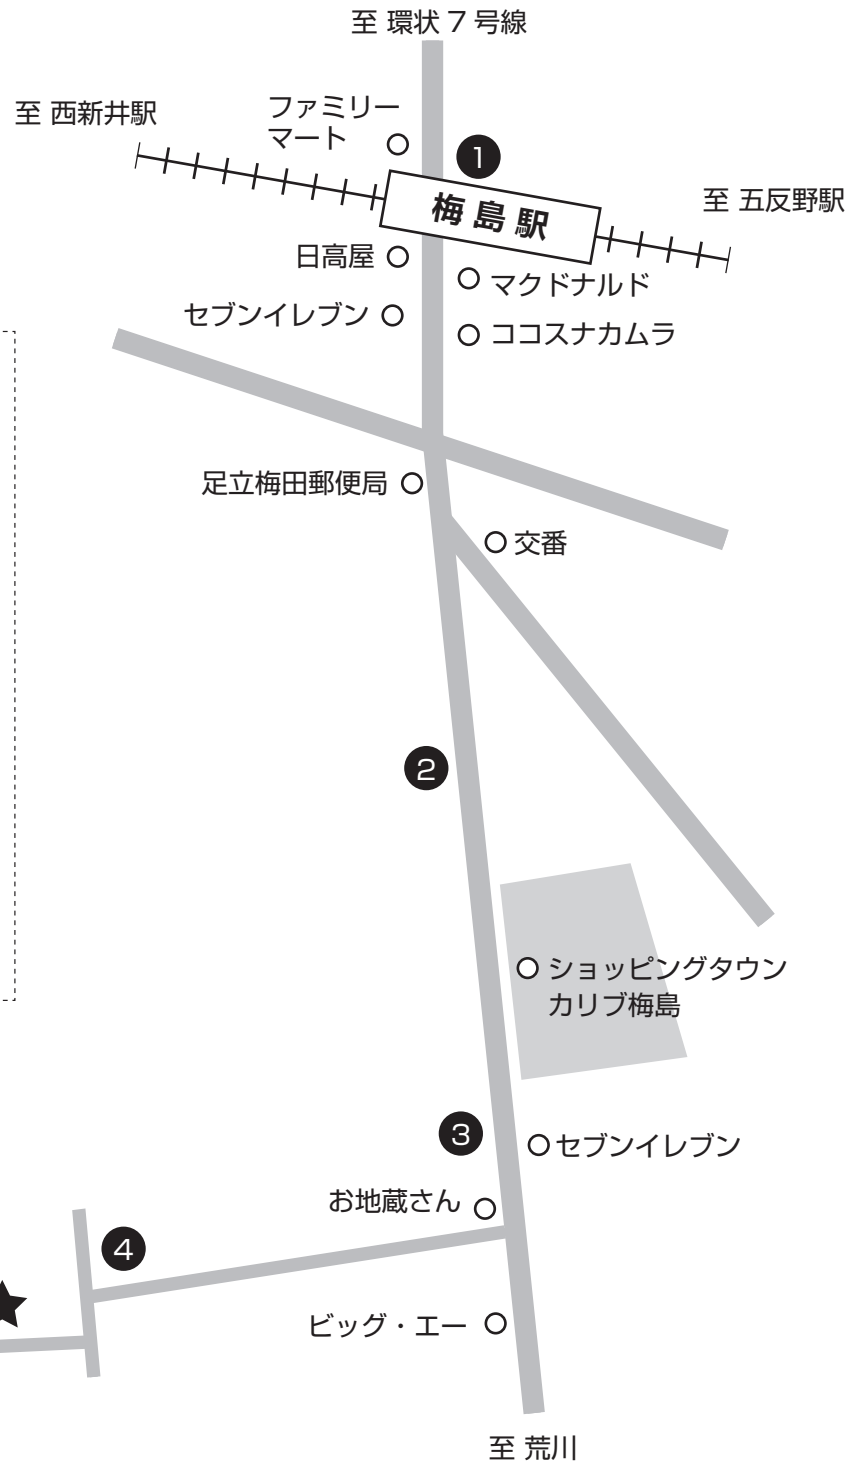 至 環状 7 号線
至 西新井駅
ファミリー
マート
1
至 五反野駅
梅島駅
日高屋
マクドナルド
セブンイレブン
ココスナカムラ
足立梅田郵便局
交番
2
ショッピングタウン
カリブ梅島
3
セブンイレブン
お地蔵さん
4
ビッグ・エー
至 荒川